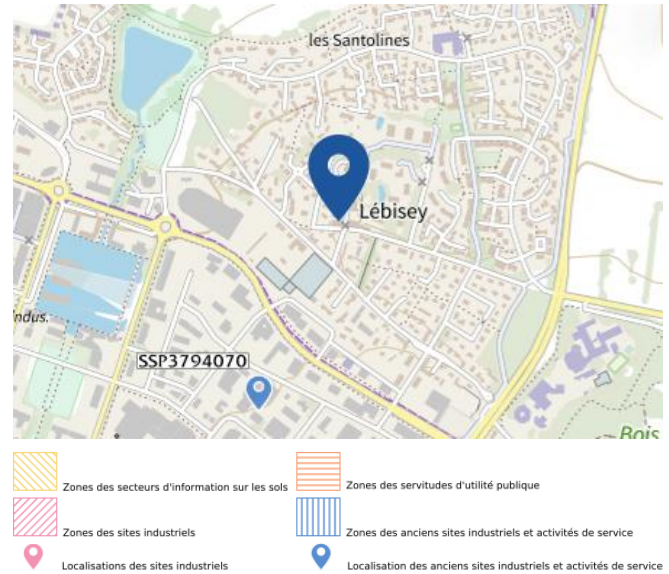 les Santolines
Lébisey
ndus.
SSP3794070
Bois
Zones des secteurs d'information sur les sols
Zones des servitudes d'utilité publique
Zones des sites industriels
Zones des anciens sites industriels et activités de service
Localisations des sites industriels
Localisation des anciens sites industriels et activités de service